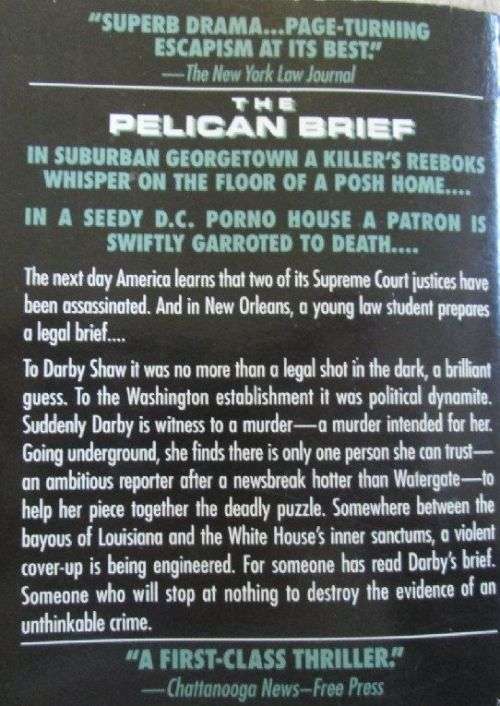 "SUPERB DRAMA...PAGE-TURNING
ESCAPISM AT ITS BEST."
—The New York Law Journal
THE
PELICAN BRIEF
IN SUBURBAN GEORGETOWN A KILLER'S REEBOKS
WHISPER ON THE FLOOR OF A POSH HOME....
IN A SEEDY D.C. PORNO HOUSE A PATRON IS
SWIFTLY GARROTED TO DEATH....
The next day America learns that two of its Supreme Court justices have
been assassinated. And in New Orleans, a young law student prepares
a legal brief....
To Darby Shaw it was no more than a legal shot in the dark, a brilliant
guess. To the Washington establishment it was political dynamite.
Suddenly Darby is witness to a murder—a murder intended for her.
Going underground, she finds there is only one person she can trust—
an ambitious reporter after a newsbreak hotter than Watergate—to
help her piece together the deadly puzzle. Somewhere between the
bayous of Louisiana and the White House's inner sanctums, a violent
cover-up is being engineered. For someone has read Darby's brief.
Someone who will stop at nothing to destroy the evidence of an
unthinkable crime.
"A FIRST-CLASS THRILLER."
—Chattanooga News–Free Press